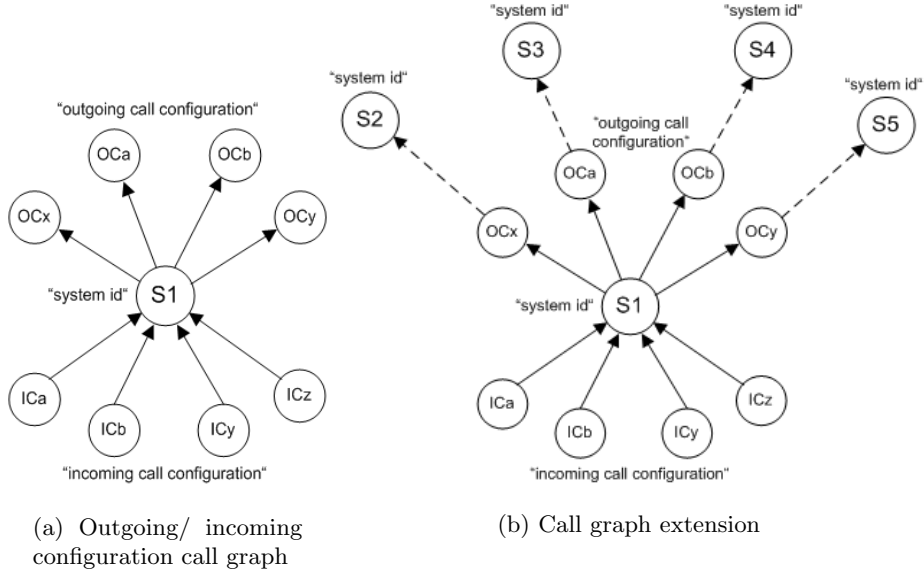 “outgoing call configuration“
OCa
OCb
OCx
OCy
“system id“
S1
ICa
ICz
ICb
ICy
“incoming call configuration“
(a) Outgoing/ incoming
configuration call graph
“system id“
“system id“
S3
S4
“system id“
“system id“
S2
S5
“outgoing call
configuration“
OCa
OCb
OCx
OCy
“system id“
S1
ICa
ICz
ICb
ICy
“incoming call configuration“
(b) Call graph extension